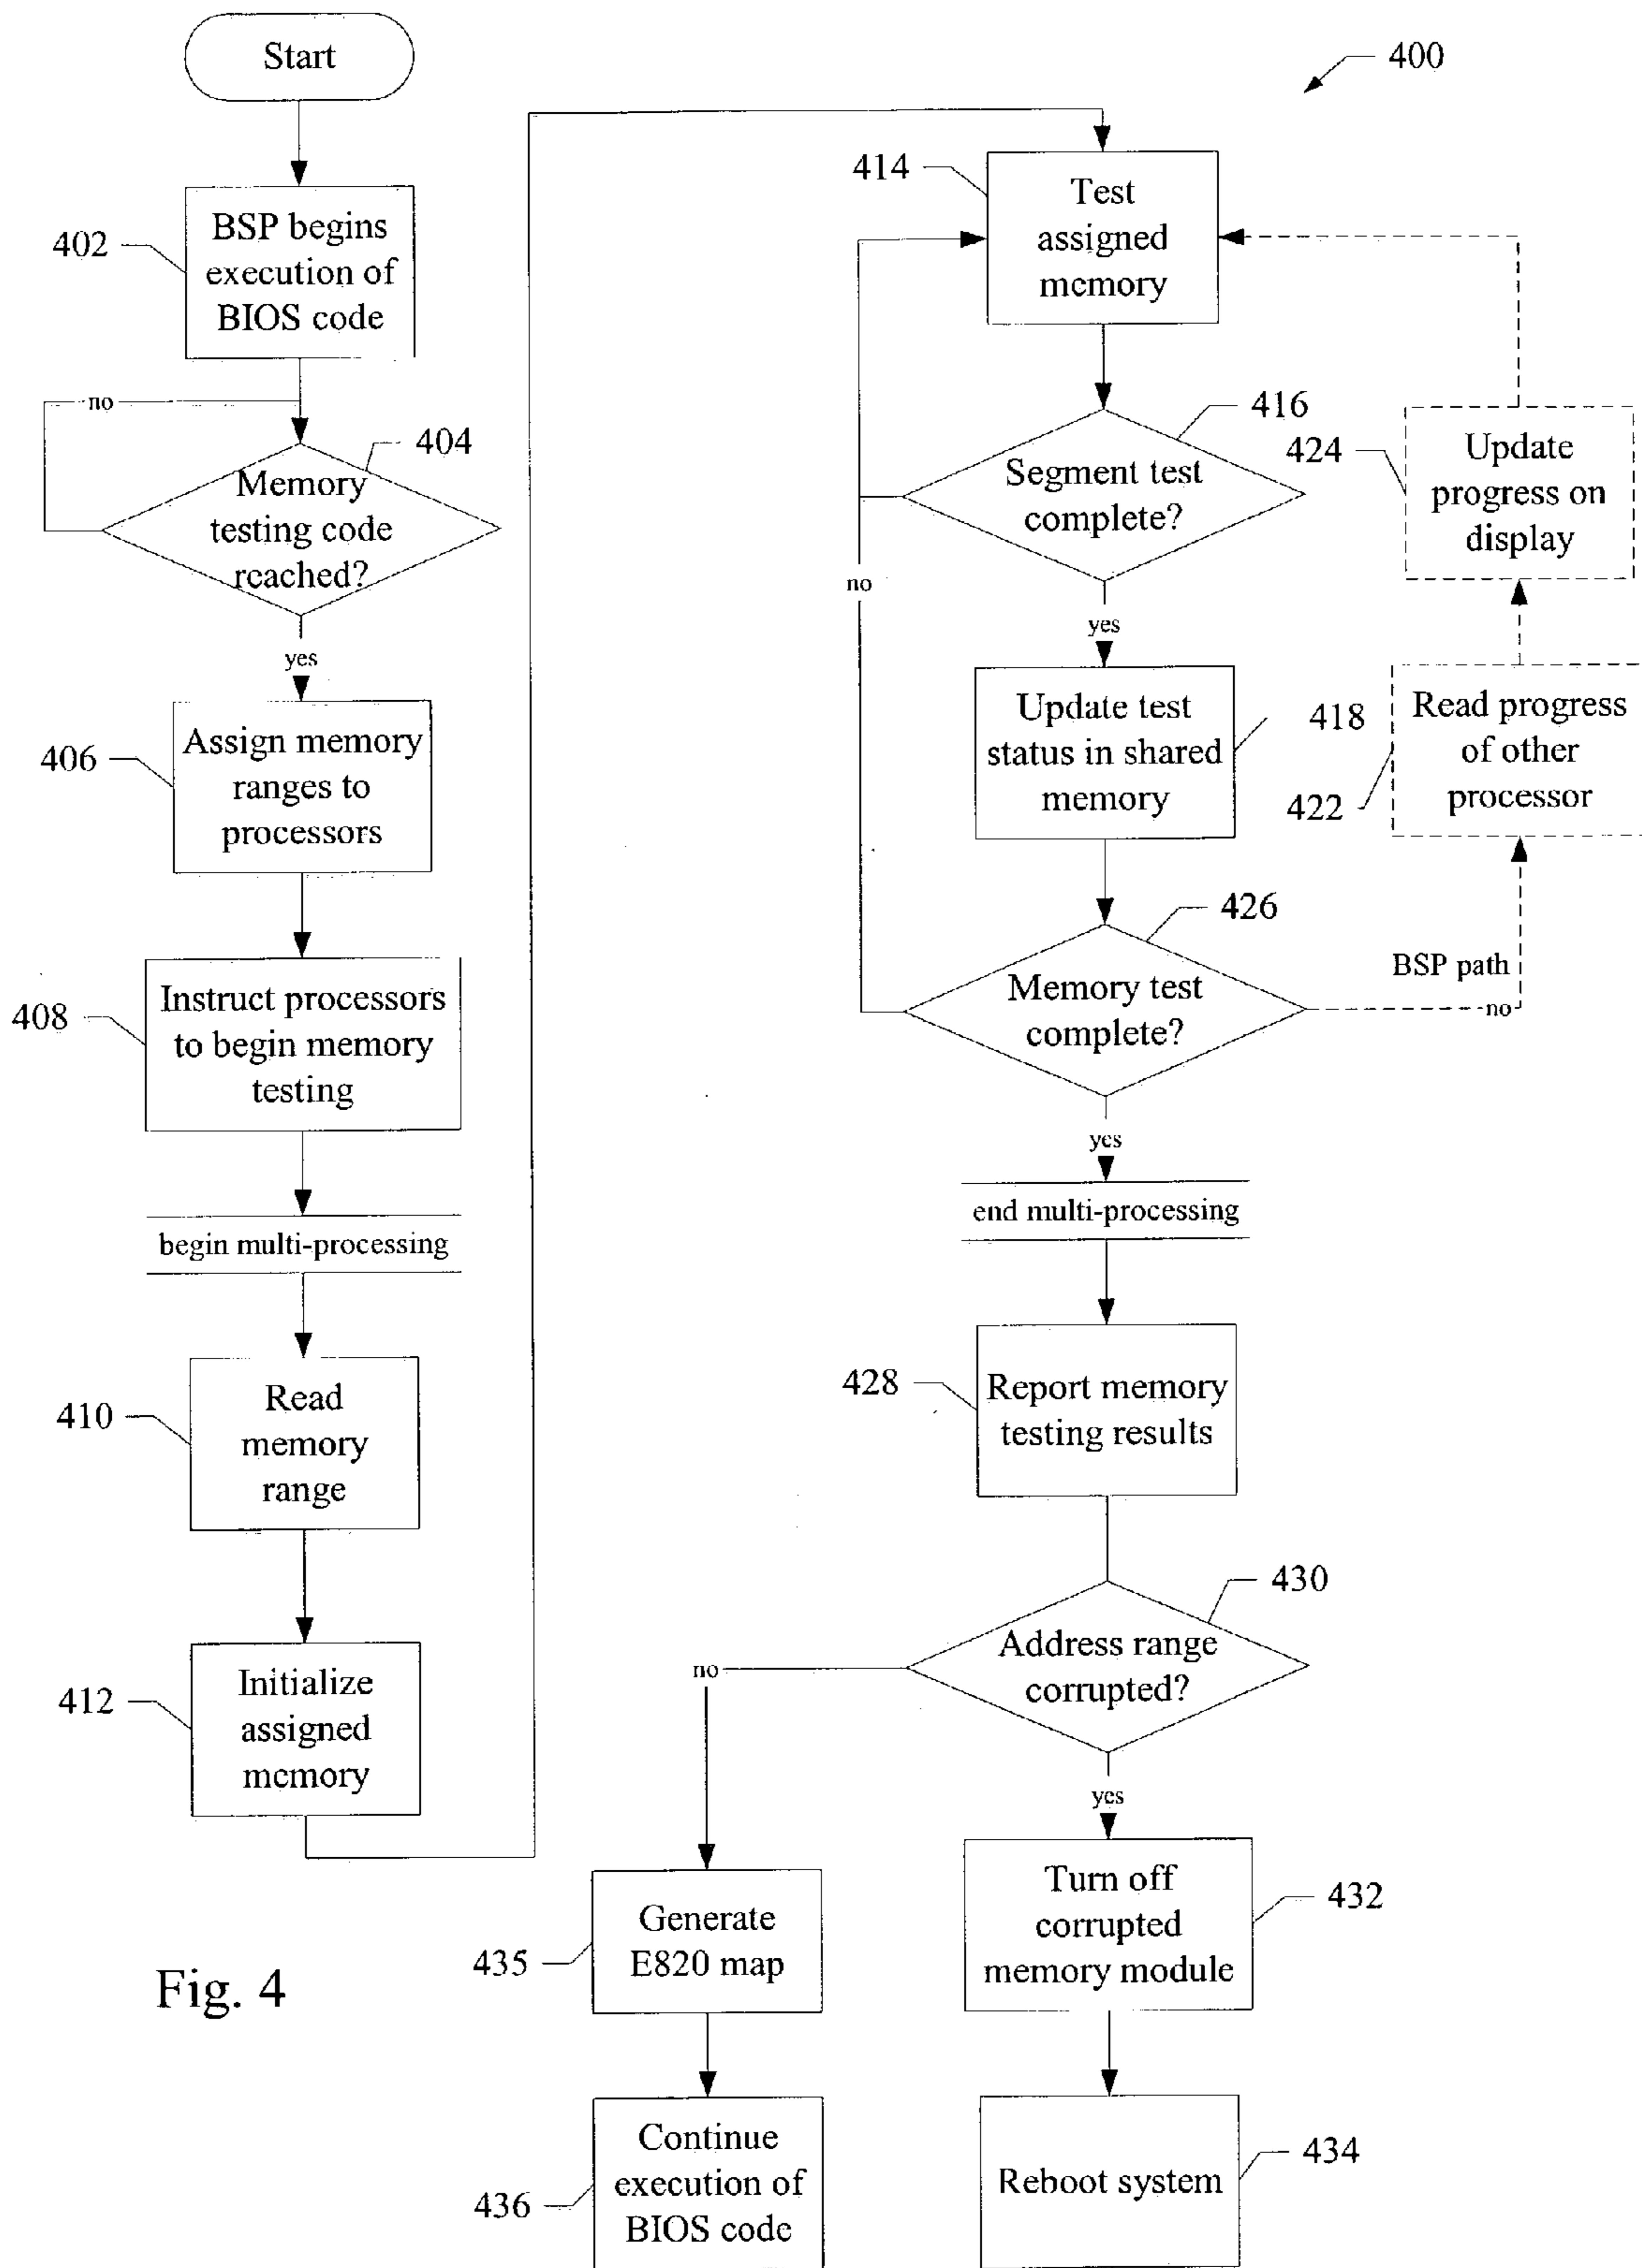 Start
400
402
BSP begins
execution of
BIOS code
no
404
Memory
testing code
reached?
yes
406
Assign memory
ranges to
processors
408
Instruct processors
to begin memory
testing
begin multi-processing
410
Read
memory
range
412
Initialize
assigned
memory
414
Test
assigned
memory
416
Segment test
complete?
no
yes
424
Update
progress on
display
Update test
status in shared
memory
418
422
Read progress
of other
processor
426
Memory test
complete?
BSP path
no
yes
end multi-processing
428
Report memory
testing results
430
Address range
corrupted?
no
yes
435
Generate
E820 map
Turn off
corrupted
memory module
432
436
Continue
execution of
BIOS code
Reboot system
434
Fig. 4